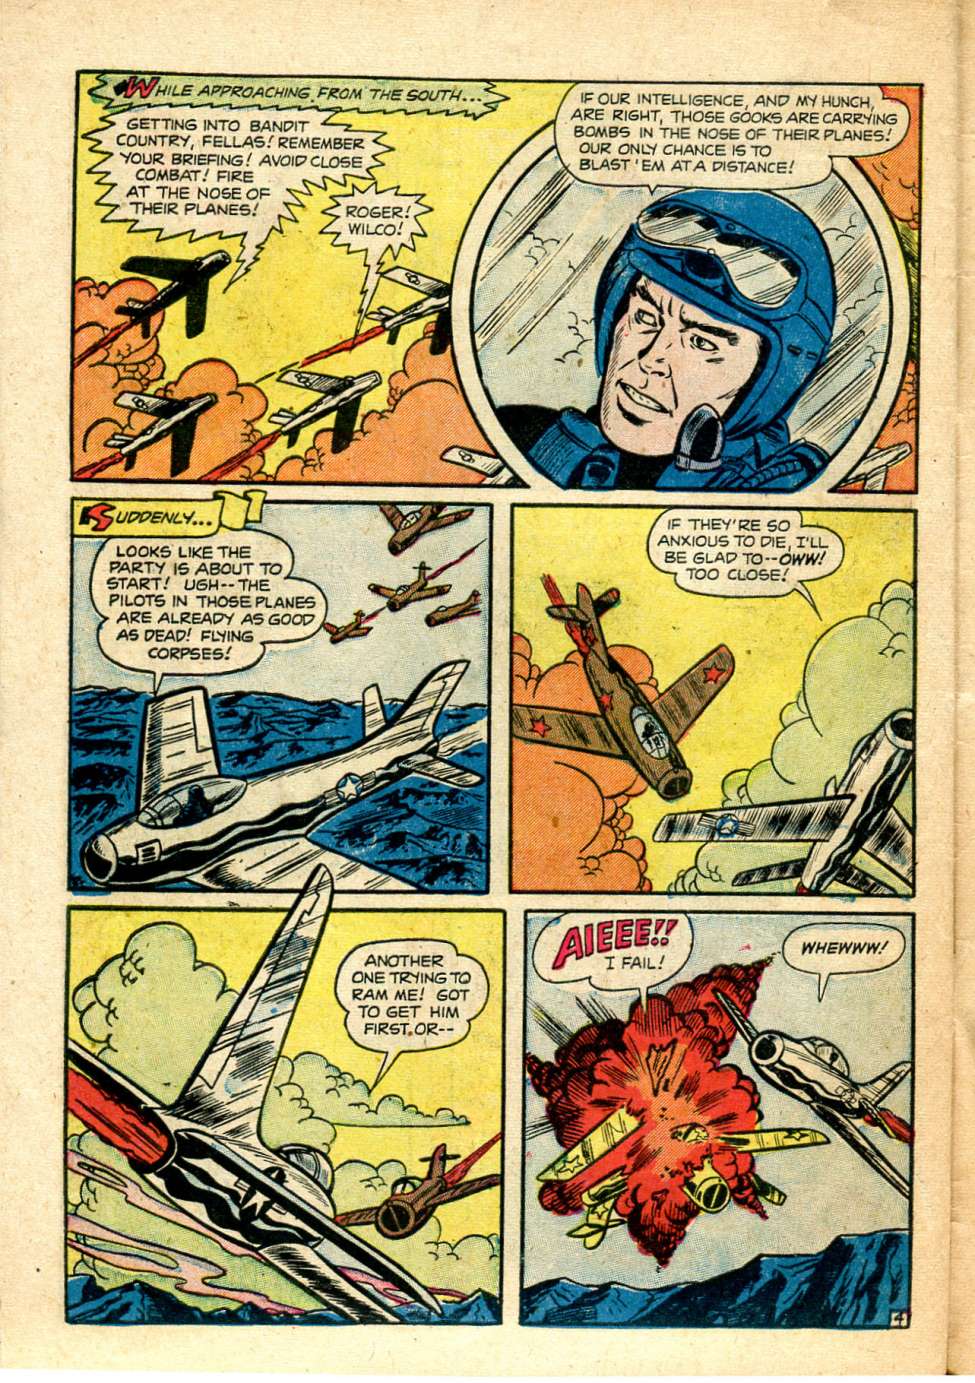 WHILE APPROACHING FROM THE SOUTH...
GETTING INTO BANDIT
COUNTRY, FELLAS! REMEMBER
YOUR BRIEFING! AVOID CLOSE
COMBAT! FIRE
AT THE NOSE OF
THEIR PLANES!
ROGER!
WILCO!
IF OUR INTELLIGENCE, AND MY HUNCH,
ARE RIGHT, THOSE GOOKS ARE CARRYING
BOMBS IN THE NOSE OF THEIR PLANES!
OUR ONLY CHANCE IS TO
BLAST 'EM AT A DISTANCE!
SUDDENLY...
LOOKS LIKE THE
PARTY IS ABOUT TO
START! UGH-- THE
PILOTS IN THOSE PLANES
ARE ALREADY AS GOOD
AS DEAD! FLYING
CORPSES!
IF THEY'RE SO
ANXIOUS TO DIE, I'LL
BE GLAD TO-- OWW!
TOO CLOSE!
ANOTHER
ONE TRYING TO
RAM ME! GOT
TO GET HIM
FIRST, OR--
AIEEE!!
I FAIL!
WHEWWW!
4